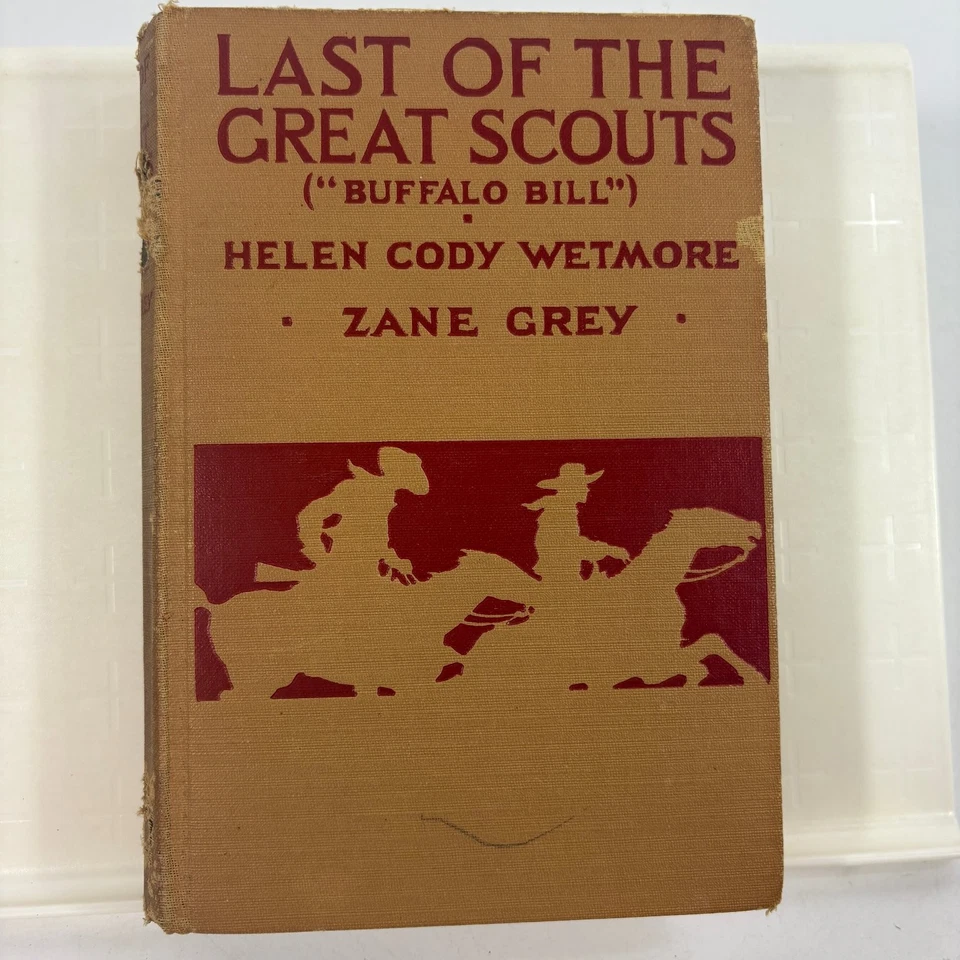 LAST OF THE
GREAT SCOUTS
("BUFFALO BILL")
HELEN CODY WETMORE
· ZANE GREY ·